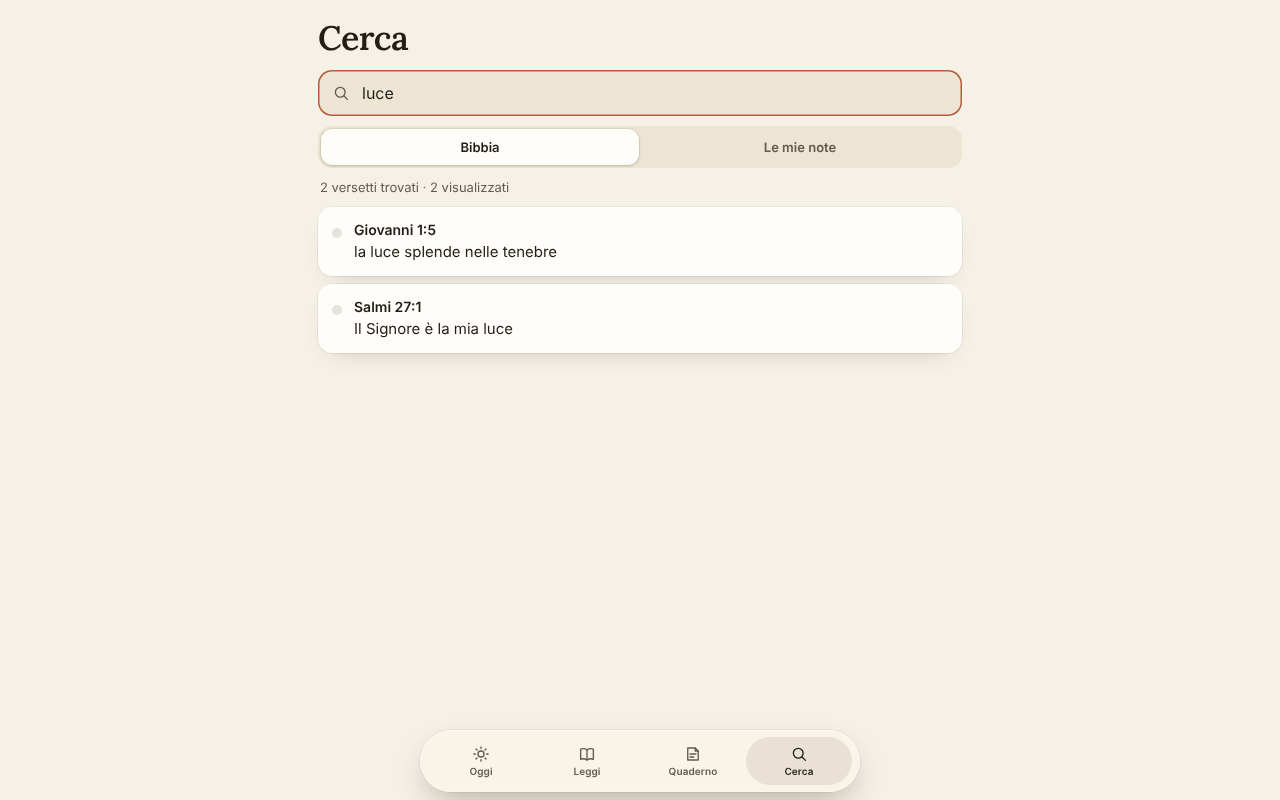 Cerca
luce
Bibbia
Le mie note
2 versetti trovati · 2 visualizzati
Giovanni 1:5
la luce splende nelle tenebre
Salmi 27:1
Il Signore è la mia luce
Oggi
Leggi
Quaderno
Cerca